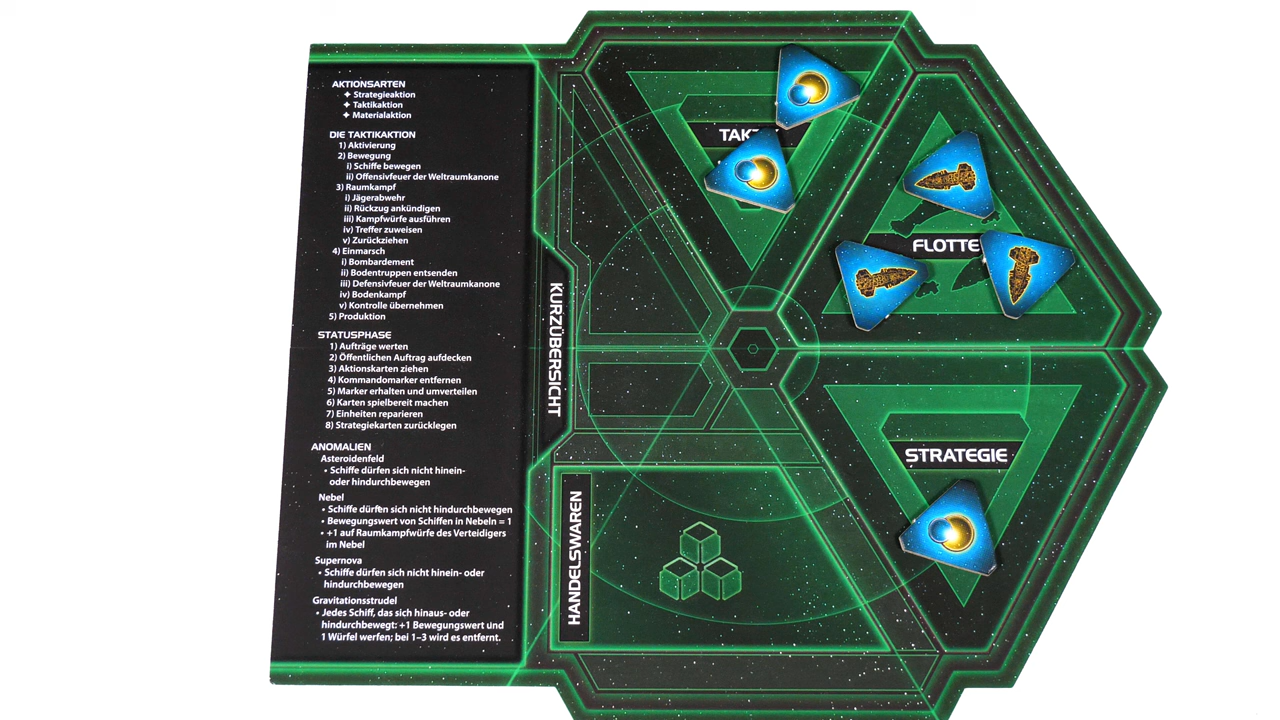 AKTIONSARTEN
✦ Strategieaktion
✦ Taktikaktion
✦ Materialaktion
DIE TAKTIKAKTION
1) Aktivierung
2) Bewegung
i) Schiffe bewegen
ii) Offensivfeuer der Weltraumkanone
3) Raumkampf
i) Jägerabwehr
ii) Rückzug ankündigen
iii) Kampfwürfe ausführen
iv) Treffer zuweisen
v) Zurückziehen
4) Einmarsch
i) Bombardement
ii) Bodentruppen entsenden
iii) Defensivfeuer der Weltraumkanone
iv) Bodenkampf
v) Kontrolle übernehmen
5) Produktion
STATUSPHASE
1) Aufträge werten
2) Öffentlichen Auftrag aufdecken
3) Aktionskarten ziehen
4) Kommandomarker entfernen
5) Marker erhalten und umverteilen
6) Karten spielbereit machen
7) Einheiten reparieren
8) Strategiekarten zurücklegen
ANOMALIEN
Asteroidenfeld
• Schiffe dürfen sich nicht hinein-
oder hindurchbewegen
Nebel
• Schiffe dürfen sich nicht hindurchbewegen
• Bewegungswert von Schiffen in Nebeln = 1
• +1 auf Raumkampfwürfe des Verteidigers
im Nebel
Supernova
• Schiffe dürfen sich nicht hinein- oder
hindurchbewegen
Gravitationsstrudel
• Jedes Schiff, das sich hinaus- oder
hindurchbewegt: +1 Bewegungswert und
1 Würfel werfen; bei 1–3 wird es entfernt.
KURZÜBERSICHT
HANDELSWAREN
FLOTTE
STRATEGIE